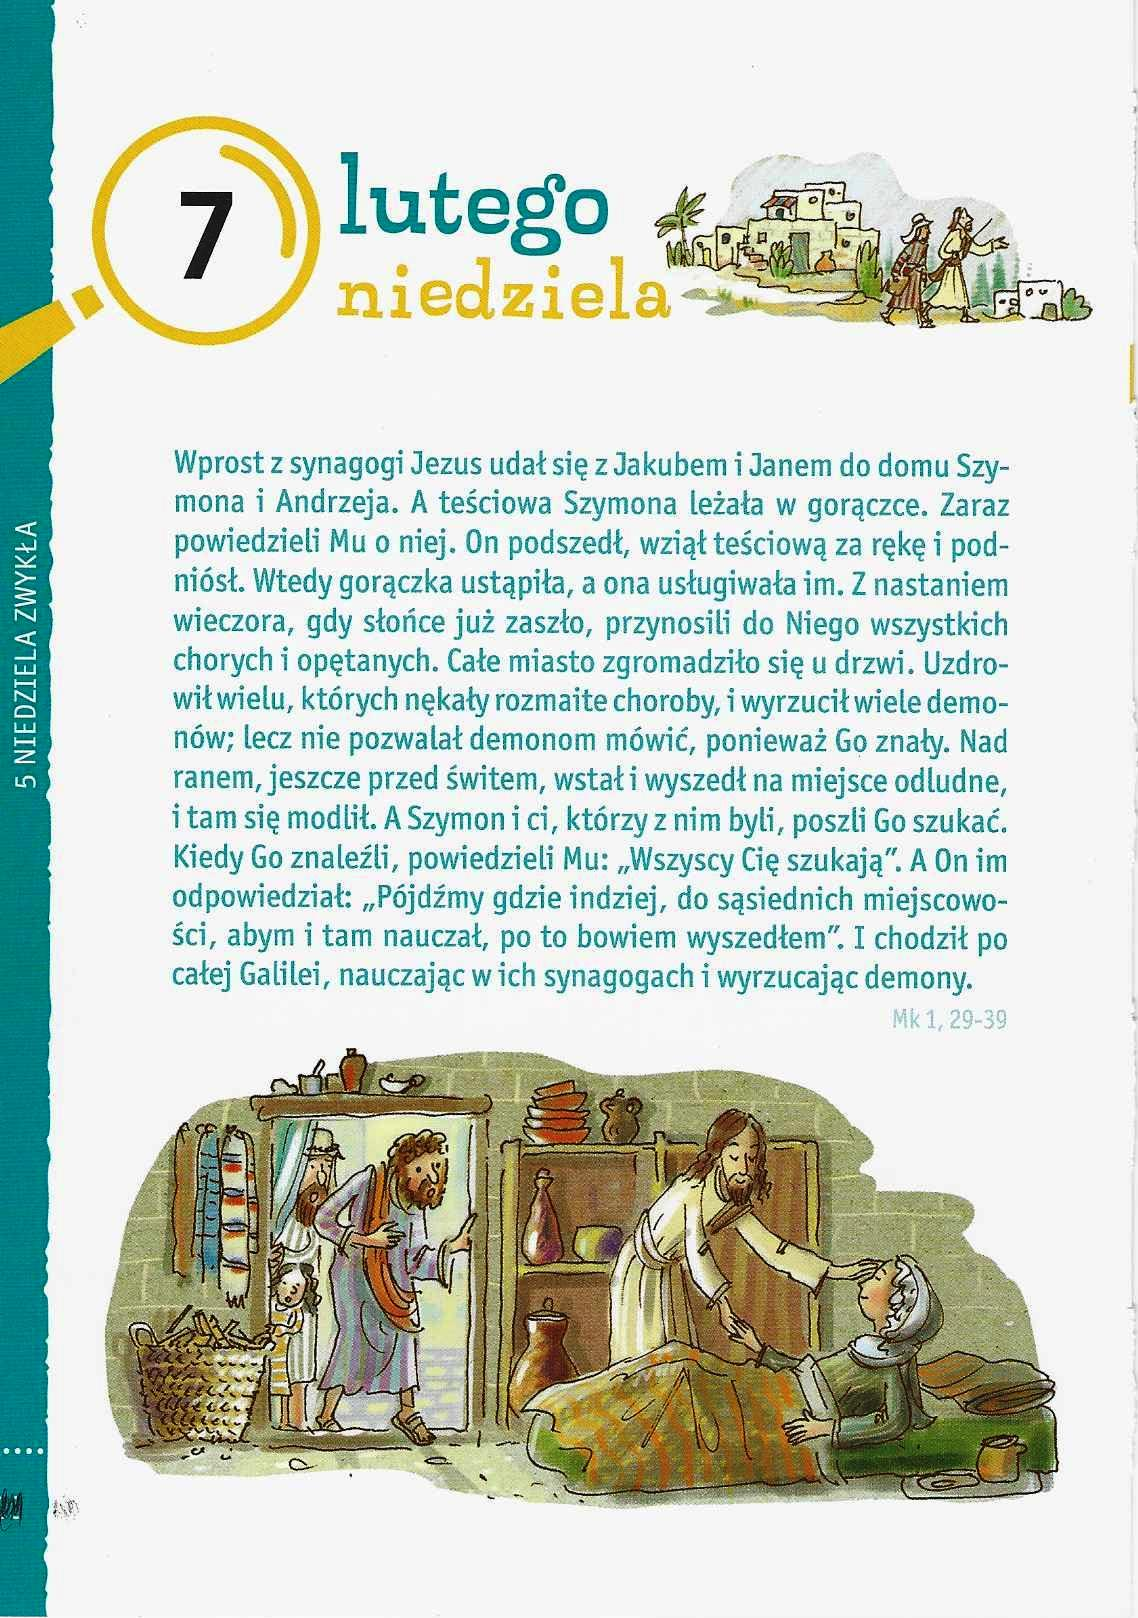 7
lutego
niedziela
Wprost z synagogi Jezus udał się z Jakubem i Janem do domu Szy-
mona i Andrzeja. A teściowa Szymona leżała w gorączce. Zaraz
powiedzieli Mu o niej. On podszedł, wziął teściową za rękę i pod-
niósł. Wtedy gorączka ustąpiła, a ona usługiwała im. Z nastaniem
wieczora, gdy słońce już zaszło, przynosili do Niego wszystkich
chorych i opętanych. Całe miasto zgromadziło się u drzwi. Uzdro-
wił wielu, których nękały rozmaite choroby, i wyrzucił wiele demo-
nów; lecz nie pozwalał demonom mówić, ponieważ Go znały. Nad
ranem, jeszcze przed świtem, wstał i wyszedł na miejsce odludne,
i tam się modlił. A Szymon i ci, którzy z nim byli, poszli Go szukać.
Kiedy Go znaleźli, powiedzieli Mu: „Wszyscy Cię szukają”. A On im
odpowiedział: „Pójdźmy gdzie indziej, do sąsiednich miejscowo-
ści, abym i tam nauczał, po to bowiem wyszedłem”. I chodził po
całej Galilei, nauczając w ich synagogach i wyrzucając demony.
Mk 1, 29-39
5 NIEDZIELA ZWYKŁA